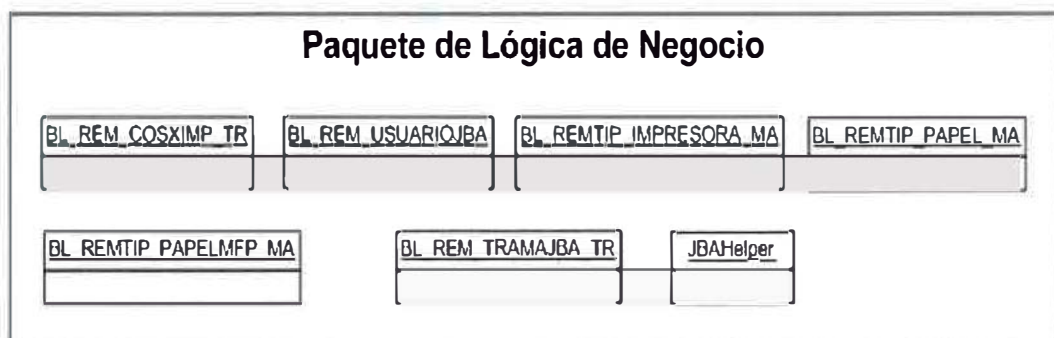 Paquete de Lógica de Negocio
BL_REM_COSXIMP_TR BL_REM_USUARIOJBA BL_REMTIP_IMPRESORA_MA BL_REMTIP_PAPEL_MA
BL_REMTIP_PAPELMFP_MA BL_REM_TRAMAJBA_TR JBAHelper